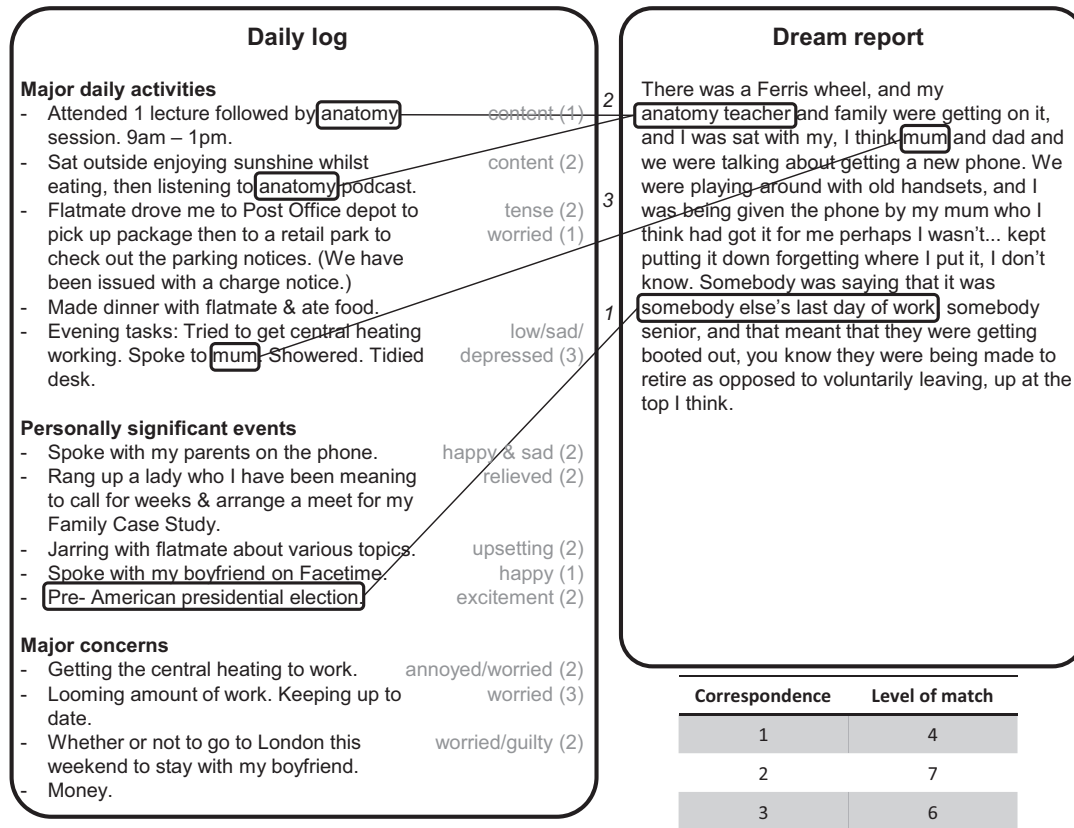 Daily log
Major daily activities
- Attended 1 lecture followed by anatomy content (1)
session. 9am – 1pm.
- Sat outside enjoying sunshine whilst content (2)
eating, then listening to anatomy podcast.
- Flatmate drove me to Post Office depot to tense (2)
pick up package then to a retail park to worried (1)
check out the parking notices. (We have
been issued with a charge notice.)
- Made dinner with flatmate & ate food.
- Evening tasks: Tried to get central heating low/sad/
working. Spoke to mum. Showered. Tidied depressed (3)
desk.
Personally significant events
- Spoke with my parents on the phone. happy & sad (2)
- Rang up a lady who I have been meaning relieved (2)
to call for weeks & arrange a meet for my
Family Case Study.
- Jarring with flatmate about various topics. upsetting (2)
- Spoke with my boyfriend on Facetime. happy (1)
- Pre- American presidential election. excitement (2)
Major concerns
- Getting the central heating to work. annoyed/worried (2)
- Looming amount of work. Keeping up to worried (3)
date.
- Whether or not to go to London this worried/guilty (2)
weekend to stay with my boyfriend.
- Money.
2
3
1
Dream report
There was a Ferris wheel, and my
anatomy teacher and family were getting on it,
and I was sat with my, I think mum and dad and
we were talking about getting a new phone. We
were playing around with old handsets, and I
was being given the phone by my mum who I
think had got it for me perhaps I wasn't... kept
putting it down forgetting where I put it, I don't
know. Somebody was saying that it was
somebody else's last day of work somebody
senior, and that meant that they were getting
booted out, you know they were being made to
retire as opposed to voluntarily leaving, up at the
top I think.
Correspondence Level of match
1 4
2 7
3 6